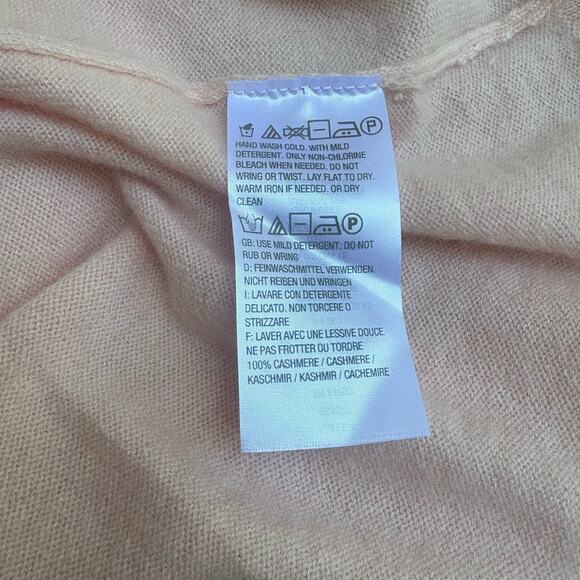 HAND WASH COLD. WITH MILD
DETERGENT. ONLY NON-CHLORINE
BLEACH WHEN NEEDED. DO NOT
WRING OR TWIST. LAY FLAT TO DRY.
WARM IRON IF NEEDED. OR DRY
CLEAN
GB: USE MILD DETERGENT. DO NOT
RUB OR WRING
D: FEINWASCHMITTEL VERWENDEN.
NICHT REIBEN UND WRINGEN
I: LAVARE CON DETERGENTE
DELICATO. NON TORCERE O
STRIZZARE
F: LAVER AVEC UNE LESSIVE DOUCE.
NE PAS FROTTER OU TORDRE
100% CASHMERE / CASHMERE /
KASCHMIR / KASHMIR / CACHEMIRE